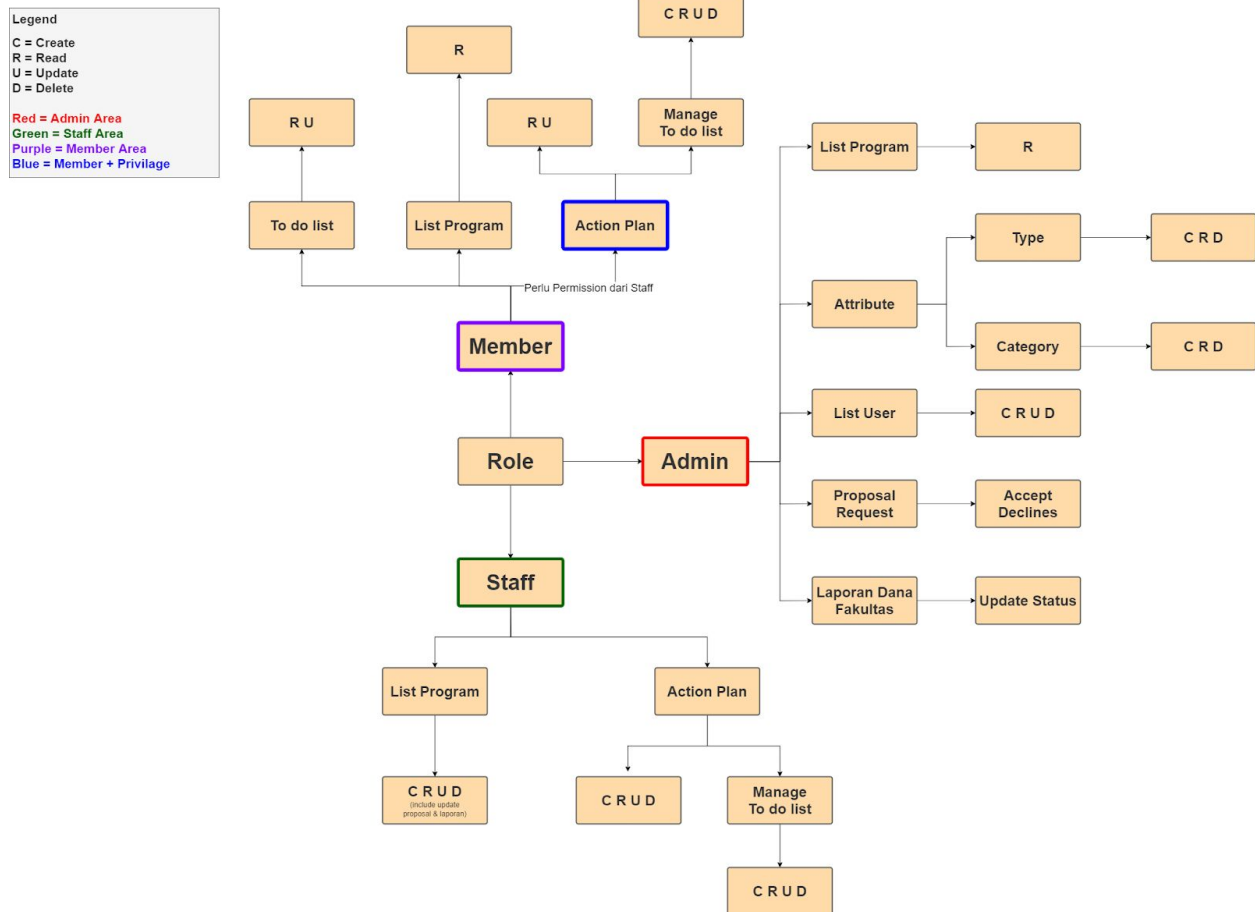 Legend
C = Create
R = Read
U = Update
D = Delete
Red = Admin Area
Green = Staff Area
Purple = Member Area
Blue = Member + Privilage
C R U D
R
R U
R U
Manage
To do list
List Program
R
To do list
List Program
Action Plan
Type
C R D
Perlu Permission dari Staff
Attribute
Member
Category
C R D
List User
C R U D
Role
Admin
Proposal
Request
Accept
Declines
Staff
Laporan Dana
Fakultas
Update Status
List Program
Action Plan
C R U D
(include update
proposal & laporan)
C R U D
Manage
To do list
C R U D